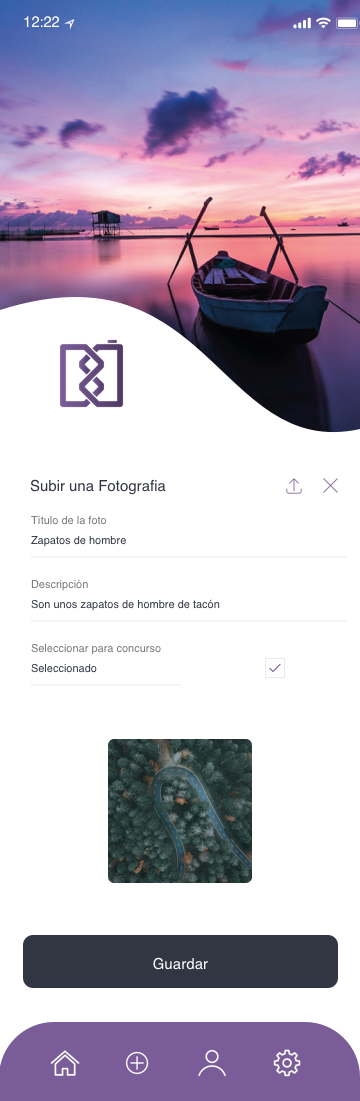 12:22
Subir una Fotografia
Título de la foto
Zapatos de hombre
Descripción
Son unos zapatos de hombre de tacón
Seleccionar para concurso
Seleccionado
Guardar